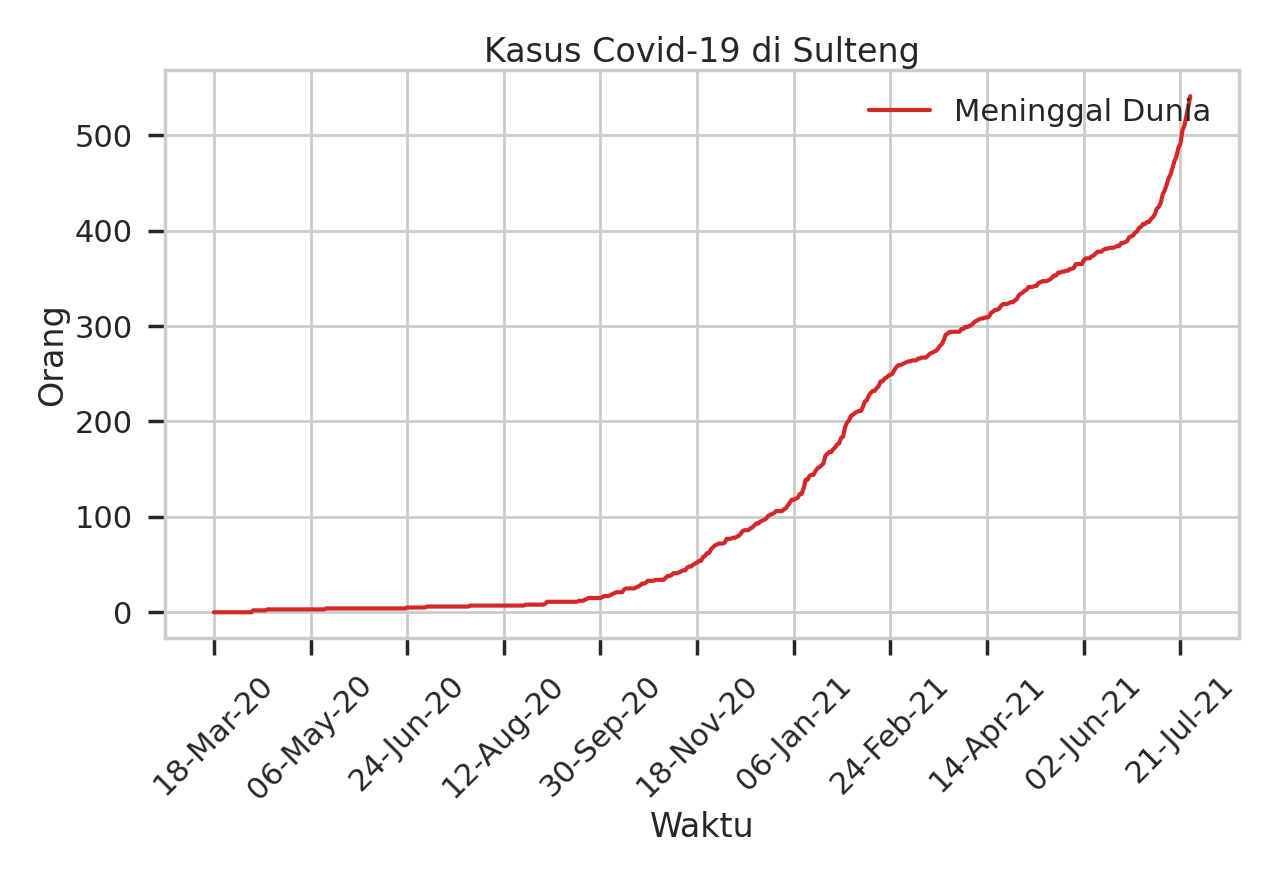 Kasus Covid-19 di Sulteng
Meninggal Dunia
Orang
500
400
300
200
100
0
18-Mar-20
06-May-20
24-Jun-20
12-Aug-20
30-Sep-20
18-Nov-20
06-Jan-21
24-Feb-21
14-Apr-21
02-Jun-21
21-Jul-21
Waktu